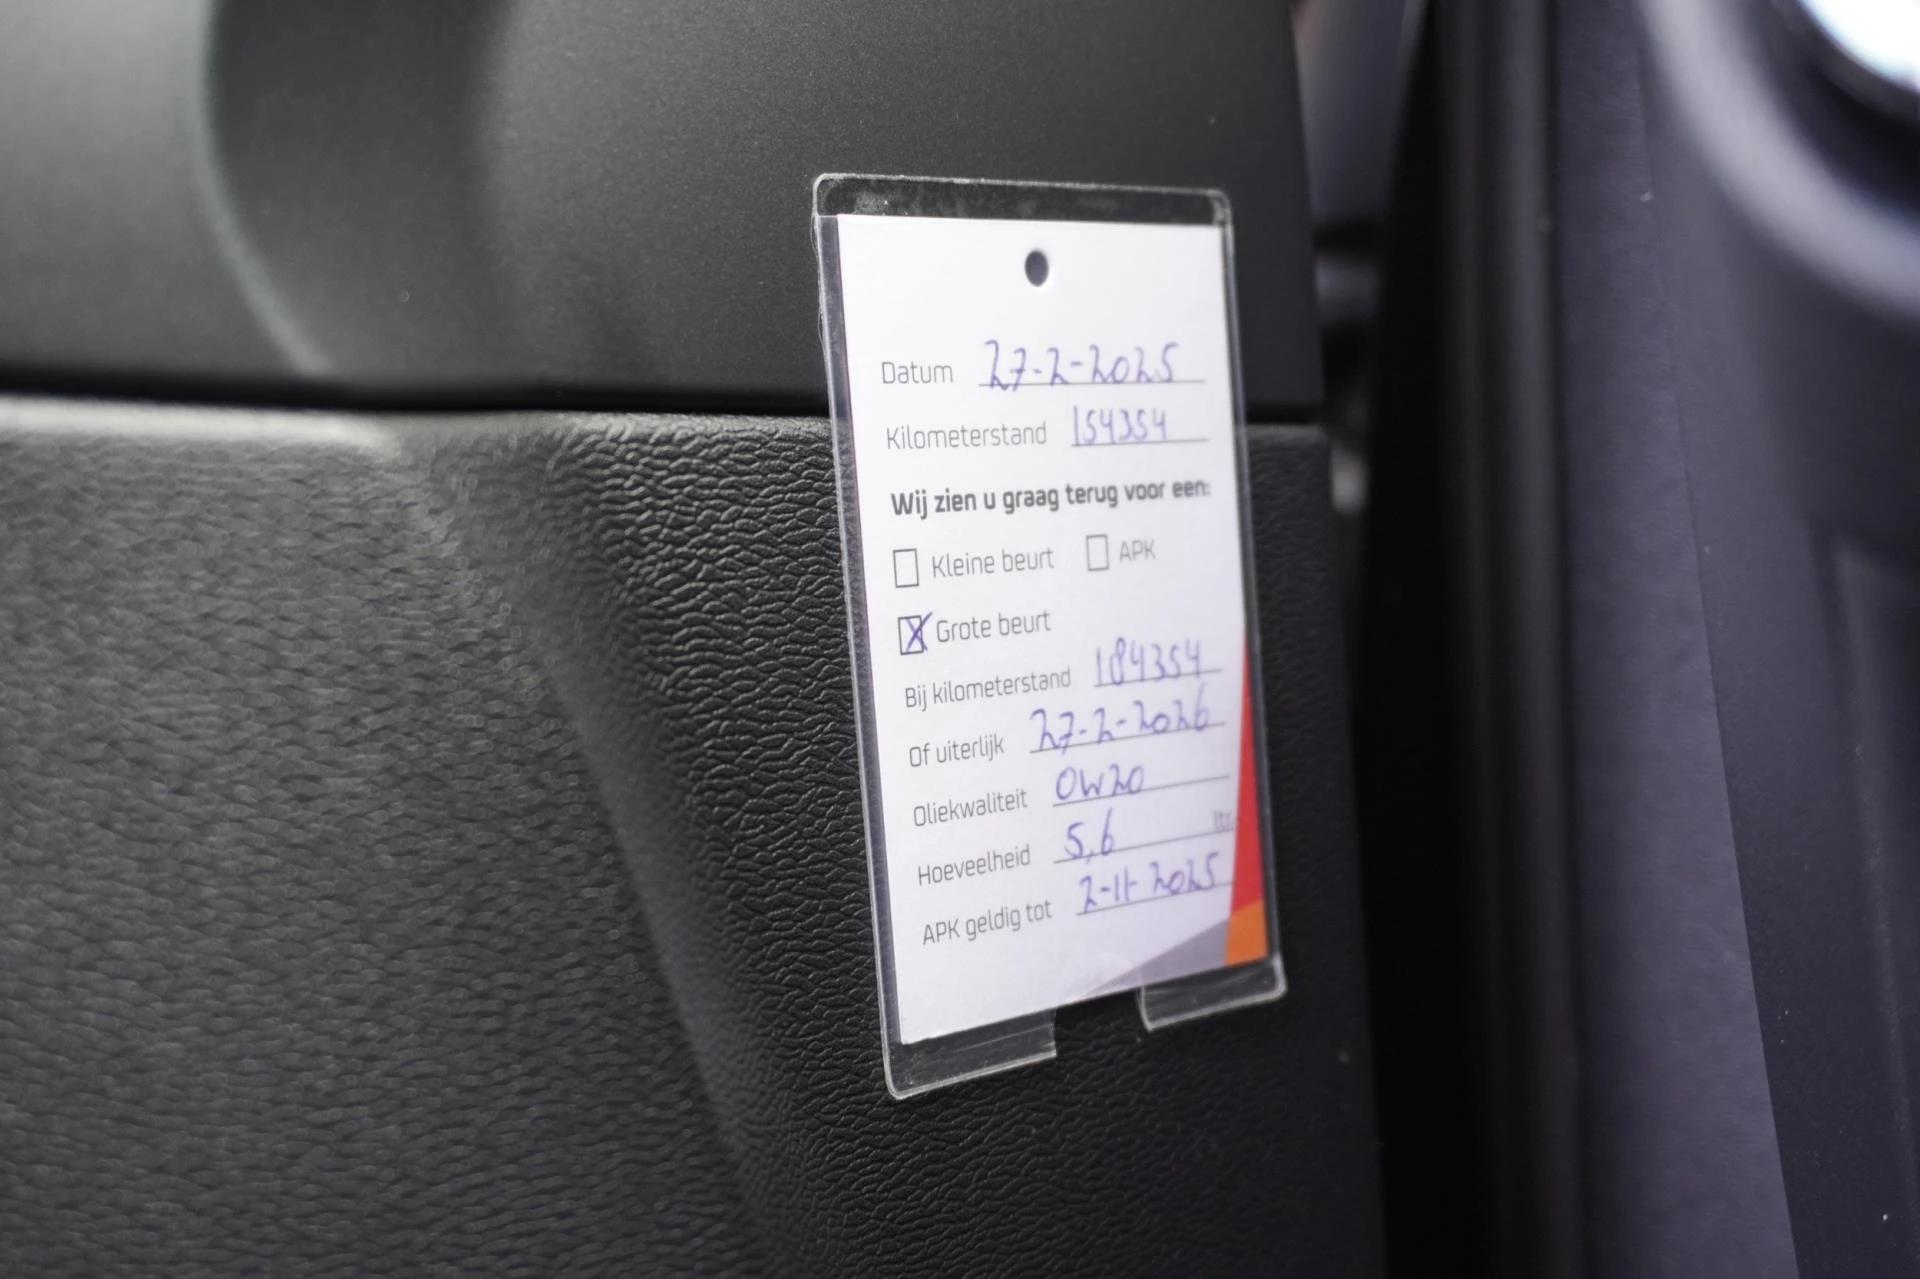 Datum 27-2-2025
Kilometerstand 154354
Wij zien u graag terug voor een:
Kleine beurt APK
Grote beurt
Bij kilometerstand 184354
Of uiterlijk 27-2-2026
Oliekwaliteit 0W20
Hoeveelheid 5,6 ltr.
APK geldig tot 2-11-2025